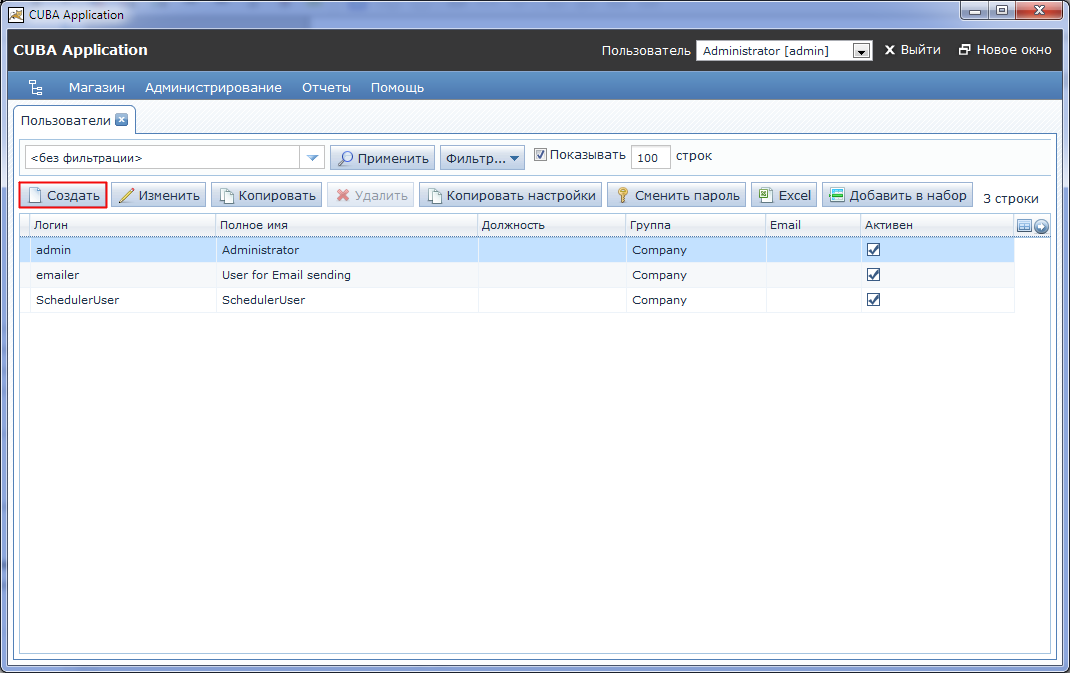 CUBA Application
CUBA Application Пользователь Administrator [admin] Выйти Новое окно
Магазин Администрирование Отчеты Помощь
Пользователи
<без фильтрации> Применить Фильтр... Показывать 100 строк
Создать Изменить Копировать Удалить Копировать настройки Сменить пароль Excel Добавить в набор 3 строки
Логин Полное имя Должность Группа Email Активен
admin Administrator Company
emailer User for Email sending Company
SchedulerUser SchedulerUser Company